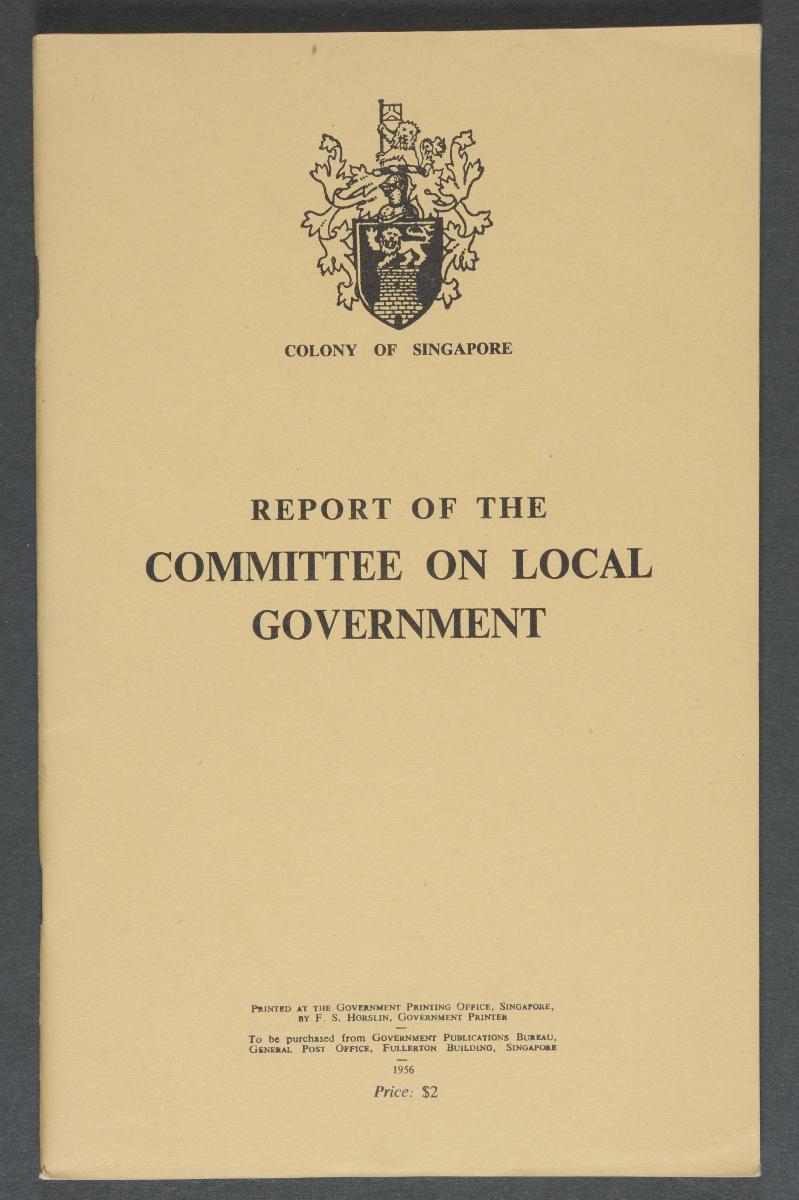 COLONY OF SINGAPORE
REPORT OF THE
COMMITTEE ON LOCAL
GOVERNMENT
PRINTED AT THE GOVERNMENT PRINTING OFFICE, SINGAPORE,
BY F. S. HORSLIN, GOVERNMENT PRINTER
To be purchased from GOVERNMENT PUBLICATIONS BUREAU,
GENERAL POST OFFICE, FULLERTON BUILDING, SINGAPORE
1956
Price: $2